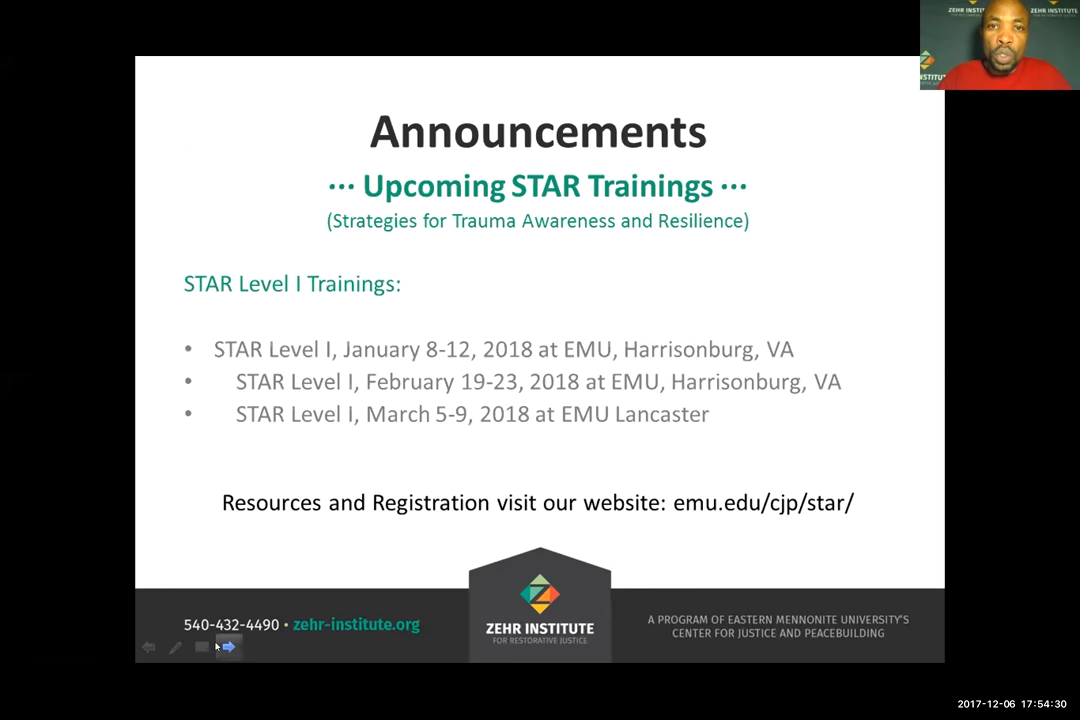 Announcements
··· Upcoming STAR Trainings ···
(Strategies for Trauma Awareness and Resilience)
STAR Level I Trainings:
• STAR Level I, January 8-12, 2018 at EMU, Harrisonburg, VA
• STAR Level I, February 19-23, 2018 at EMU, Harrisonburg, VA
• STAR Level I, March 5-9, 2018 at EMU Lancaster
Resources and Registration visit our website: emu.edu/cjp/star/
540-432-4490 • zehr-institute.org
ZEHR INSTITUTE
FOR RESTORATIVE JUSTICE
A PROGRAM OF EASTERN MENNONITE UNIVERSITY'S
CENTER FOR JUSTICE AND PEACEBUILDING
ZEHR INSTITUTE
2017-12-06 17:54:30